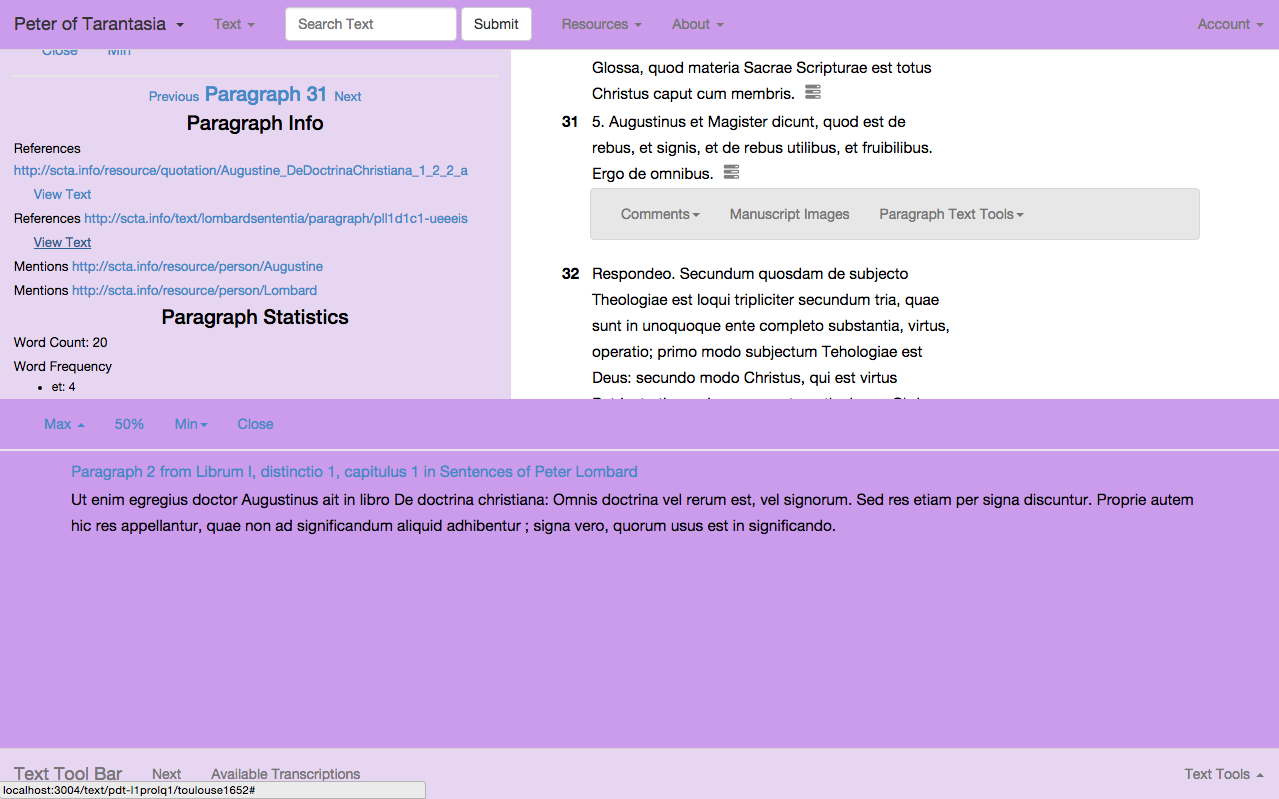 Peter of Tarantasia Text Search Text Submit Resources About Account
Close Min
Previous Paragraph 31 Next
Paragraph Info
References
http://scta.info/resource/quotation/Augustine_DeDoctrinaChristiana_1_2_2_a
View Text
References http://scta.info/text/lombardsententia/paragraph/pll1d1c1-ueeeis
View Text
Mentions http://scta.info/resource/person/Augustine
Mentions http://scta.info/resource/person/Lombard
Paragraph Statistics
Word Count: 20
Word Frequency
• et: 4
Glossa, quod materia Sacrae Scripturae est totus
Christus caput cum membris.
31 5. Augustinus et Magister dicunt, quod est de
rebus, et signis, et de rebus utilibus, et fruibilibus.
Ergo de omnibus.
Comments Manuscript Images Paragraph Text Tools
32 Respondeo. Secundum quosdam de subjecto
Theologiae est loqui tripliciter secundum tria, quae
sunt in unoquoque ente completo substantia, virtus,
operatio; primo modo subjectum Tehologiae est
Deus: secundo modo Christus, qui est virtus
Max 50% Min Close
Paragraph 2 from Librum I, distinctio 1, capitulus 1 in Sentences of Peter Lombard
Ut enim egregius doctor Augustinus ait in libro De doctrina christiana: Omnis doctrina vel rerum est, vel signorum. Sed res etiam per signa discuntur. Proprie autem
hic res appellantur, quae non ad significandum aliquid adhibentur ; signa vero, quorum usus est in significando.
Text Tool Bar Next Available Transcriptions Text Tools
localhost:3004/text/pdt-l1prolq1/toulouse1652#